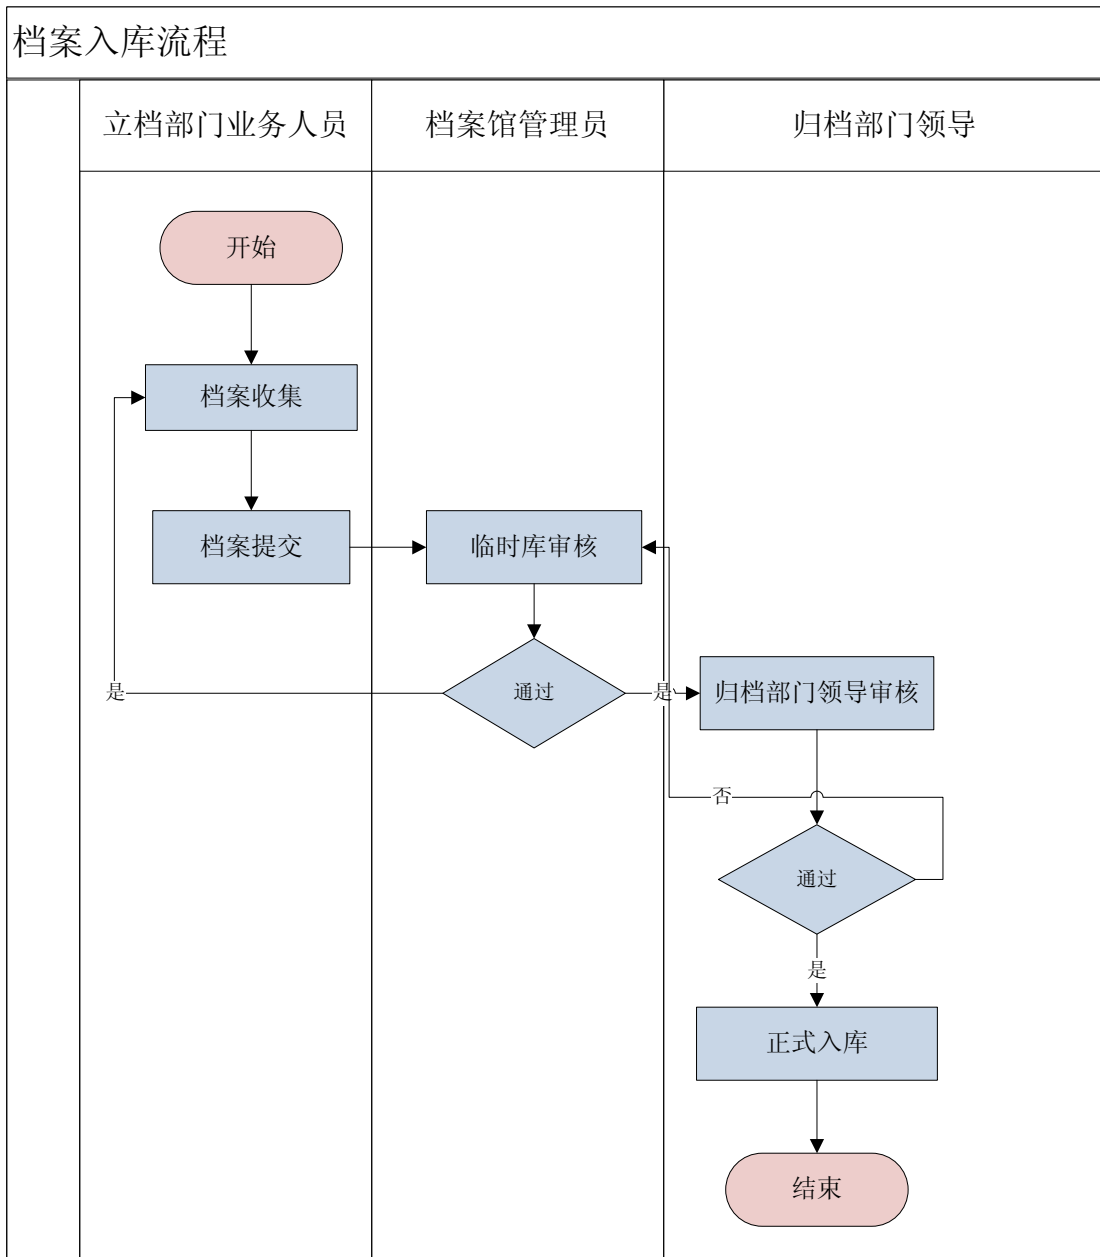 档案入库流程
立档部门业务人员
档案馆管理员
归档部门领导
开始
档案收集
档案提交
临时库审核
是
通过
是
归档部门领导审核
否
通过
是
正式入库
结束